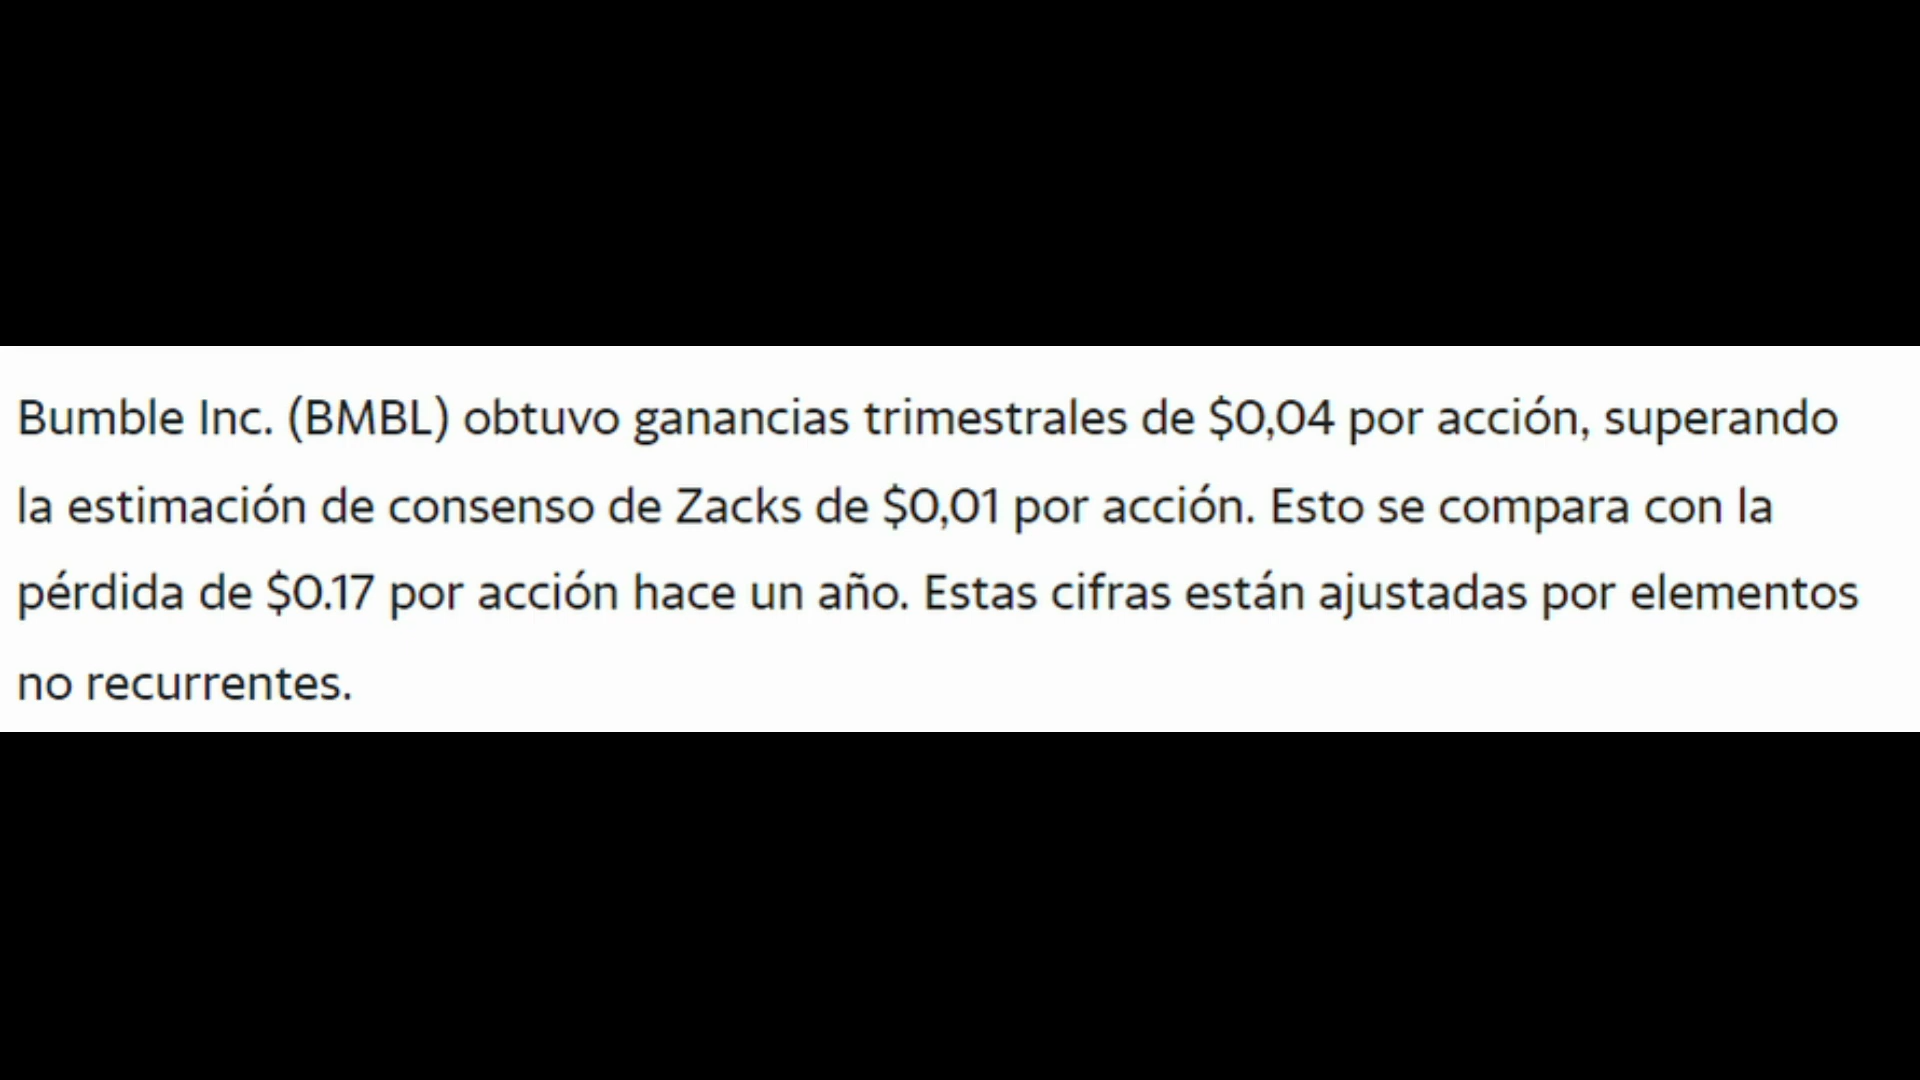 Bumble Inc. (BMBL) obtuvo ganancias trimestrales de $0,04 por acción, superando
la estimación de consenso de Zacks de $0,01 por acción. Esto se compara con la
pérdida de $0.17 por acción hace un año. Estas cifras están ajustadas por elementos
no recurrentes.